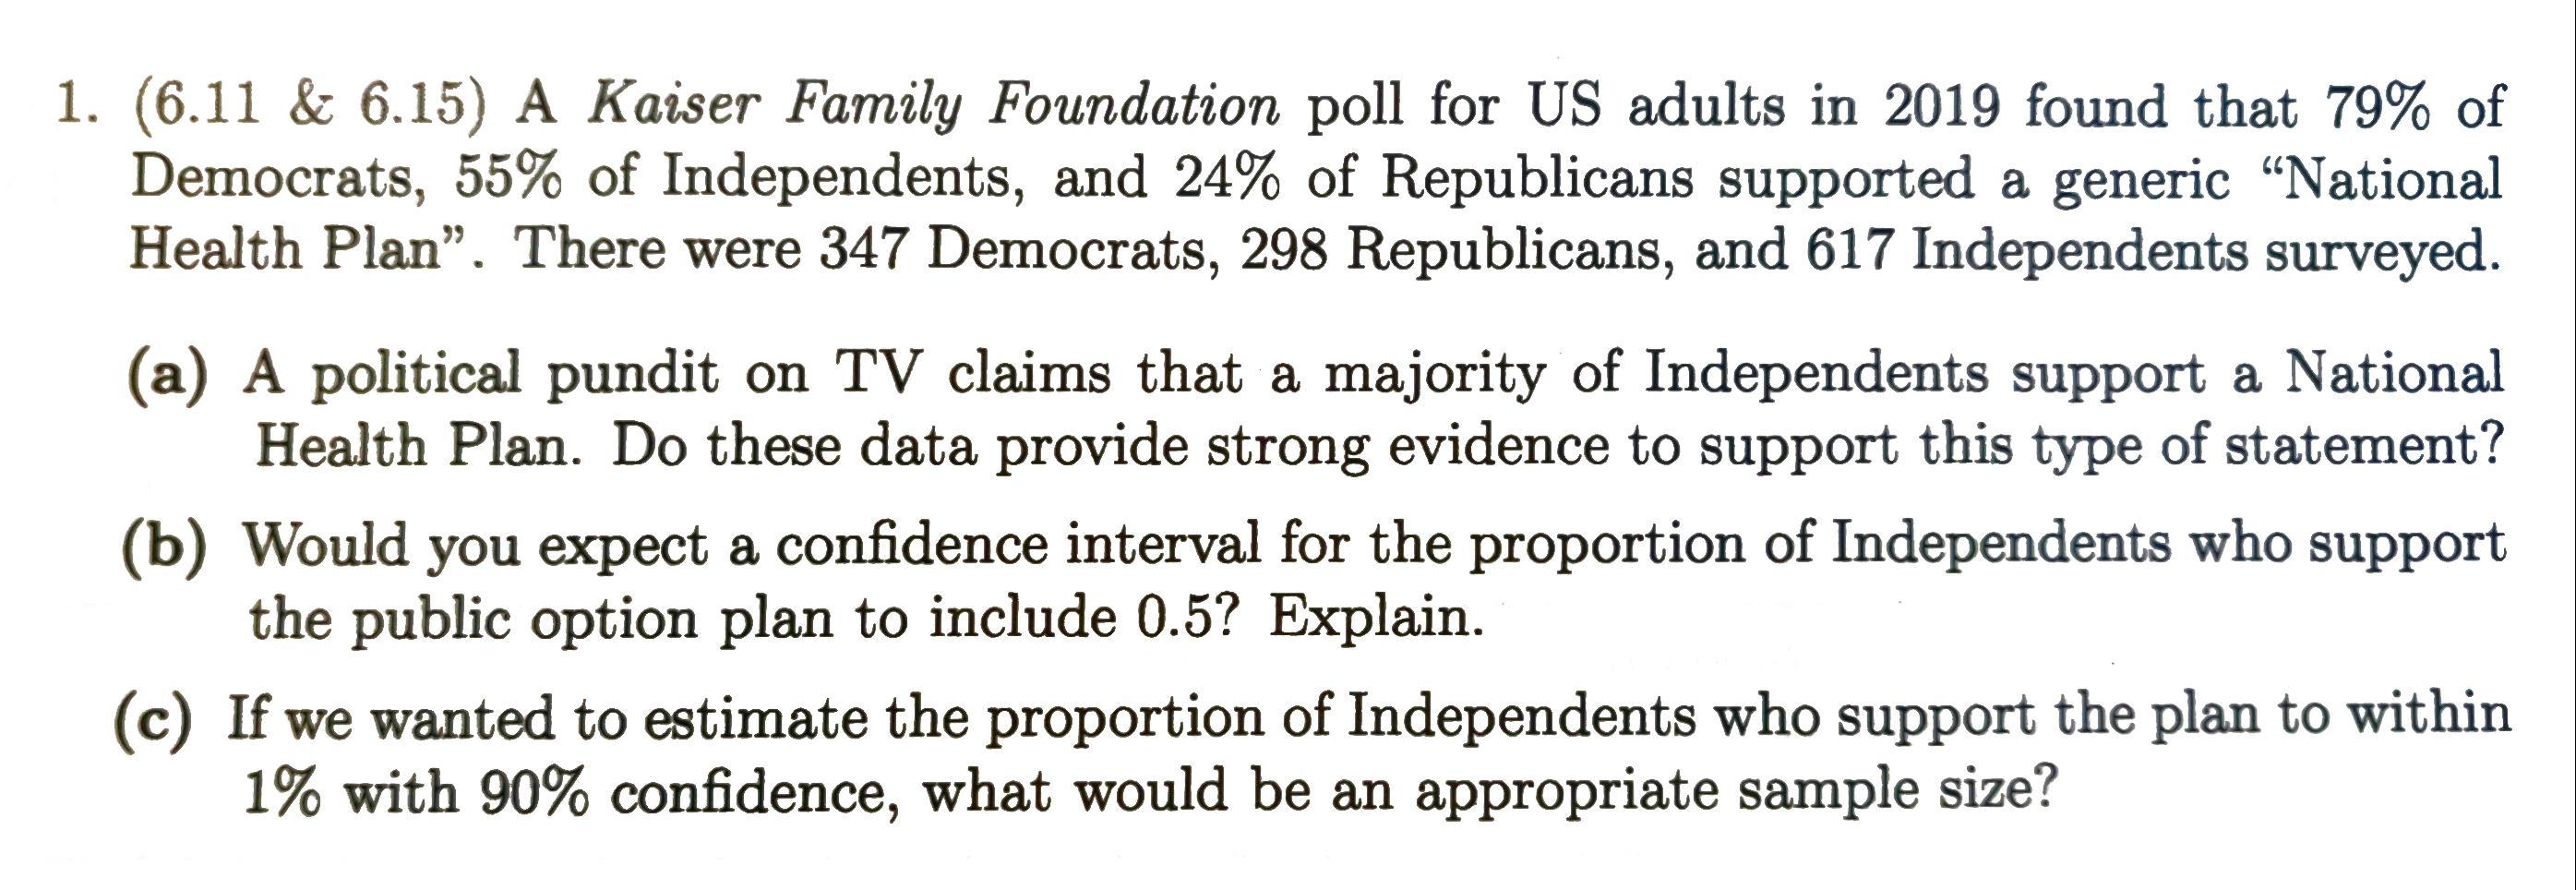 1. (6.11 & 6.15) A Kaiser Family Foundation poll for US adults in 2019 found that 79% of
Democrats, 55% of Independents, and 24% of Republicans supported a generic “National
Health Plan”. There were 347 Democrats, 298 Republicans, and 617 Independents surveyed.
(a) A political pundit on TV claims that a majority of Independents support a National
Health Plan. Do these data provide strong evidence to support this type of statement?
(b) Would you expect a confidence interval for the proportion of Independents who support
the public option plan to include 0.5? Explain.
(c) If we wanted to estimate the proportion of Independents who support the plan to within
1% with 90% confidence, what would be an appropriate sample size?